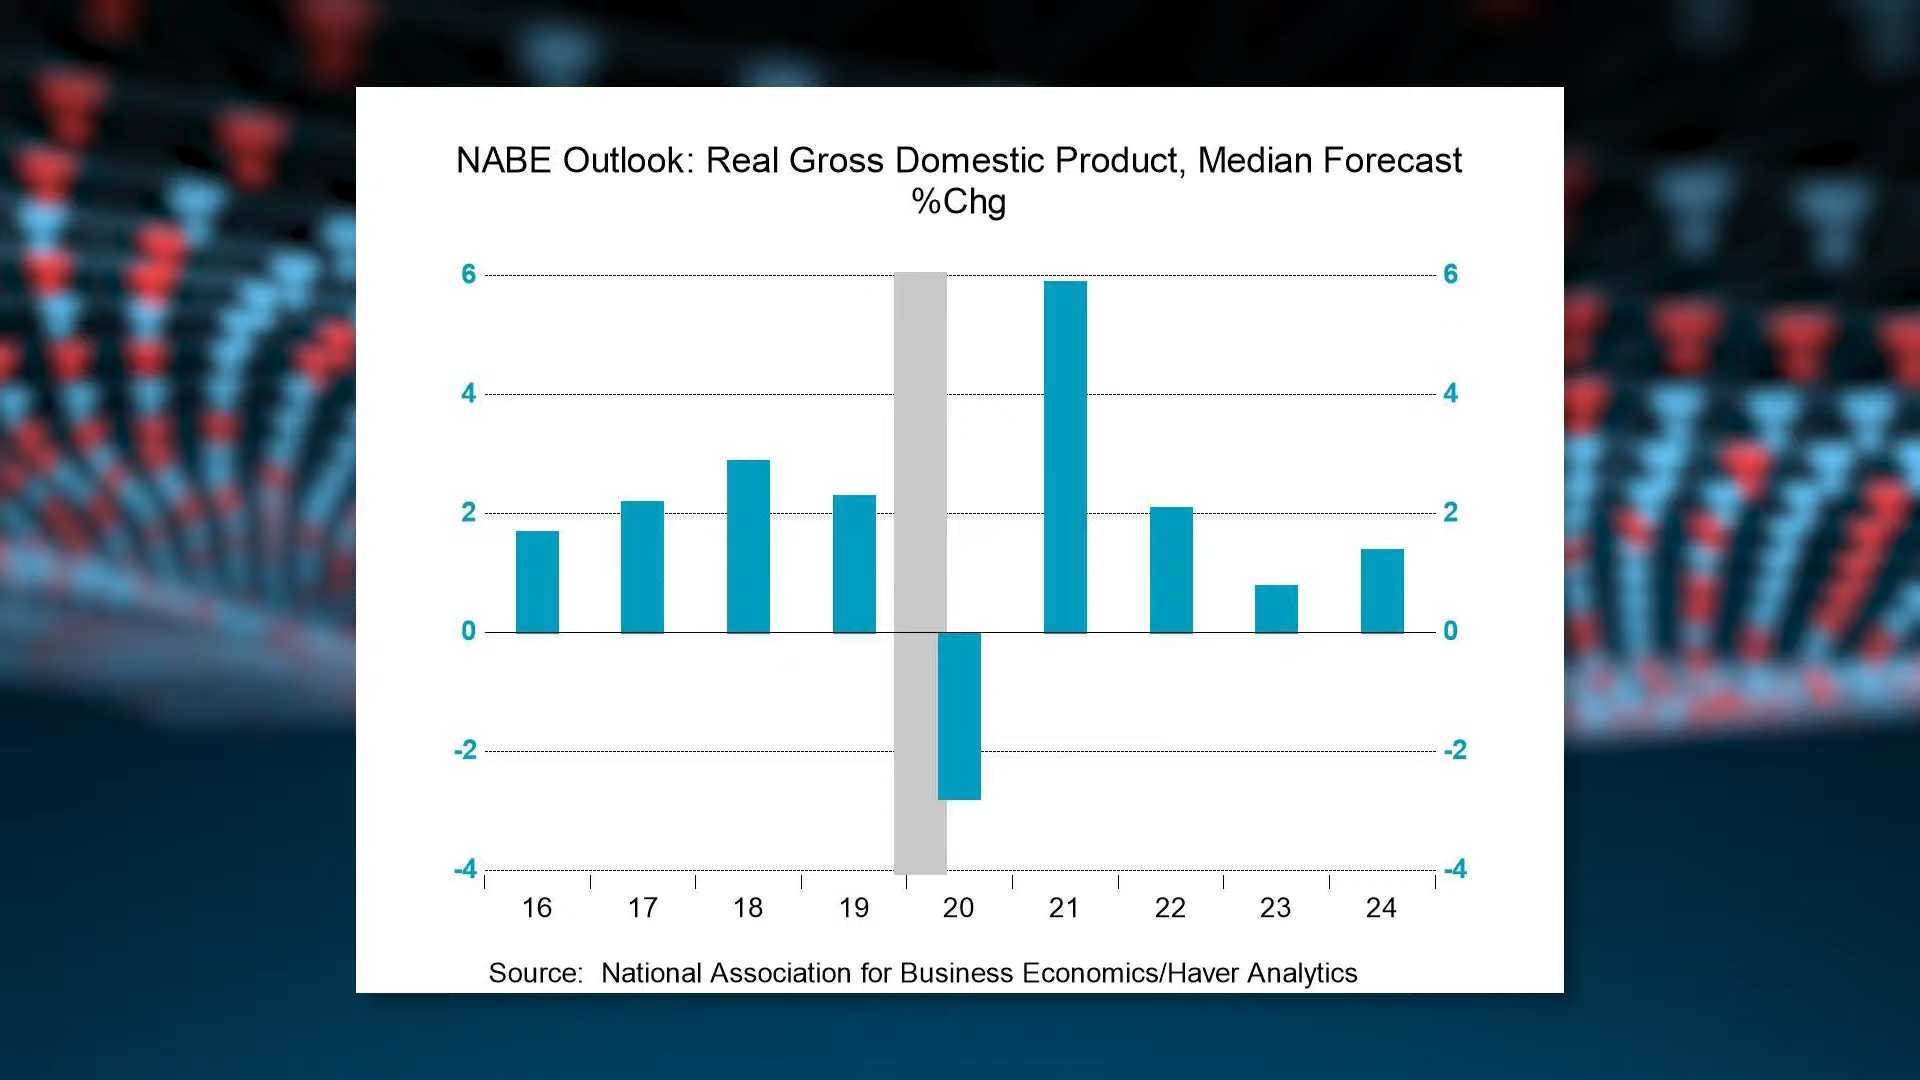 NABE Outlook: Real Gross Domestic Product, Median Forecast
%Chg
6 6
4 4
2 2
0 0
-2 -2
-4 -4
16 17 18 19 20 21 22 23 24
Source: National Association for Business Economics/Haver Analytics